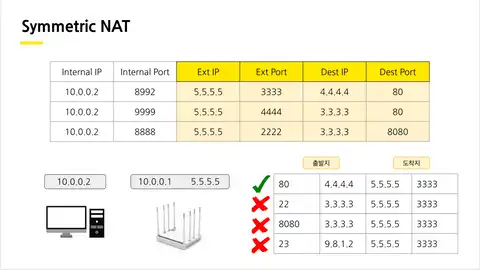 Symmetric NAT
Internal IP Internal Port Ext IP Ext Port Dest IP Dest Port
10.0.0.2 8992 5.5.5.5 3333 4.4.4.4 80
10.0.0.2 9999 5.5.5.5 4444 3.3.3.3 80
10.0.0.2 8888 5.5.5.5 2222 3.3.3.3 8080
출발지 도착지
10.0.0.2 10.0.0.1 5.5.5.5
80 4.4.4.4 5.5.5.5 3333
22 3.3.3.3 5.5.5.5 3333
8080 3.3.3.3 5.5.5.5 3333
23 9.8.1.2 5.5.5.5 3333